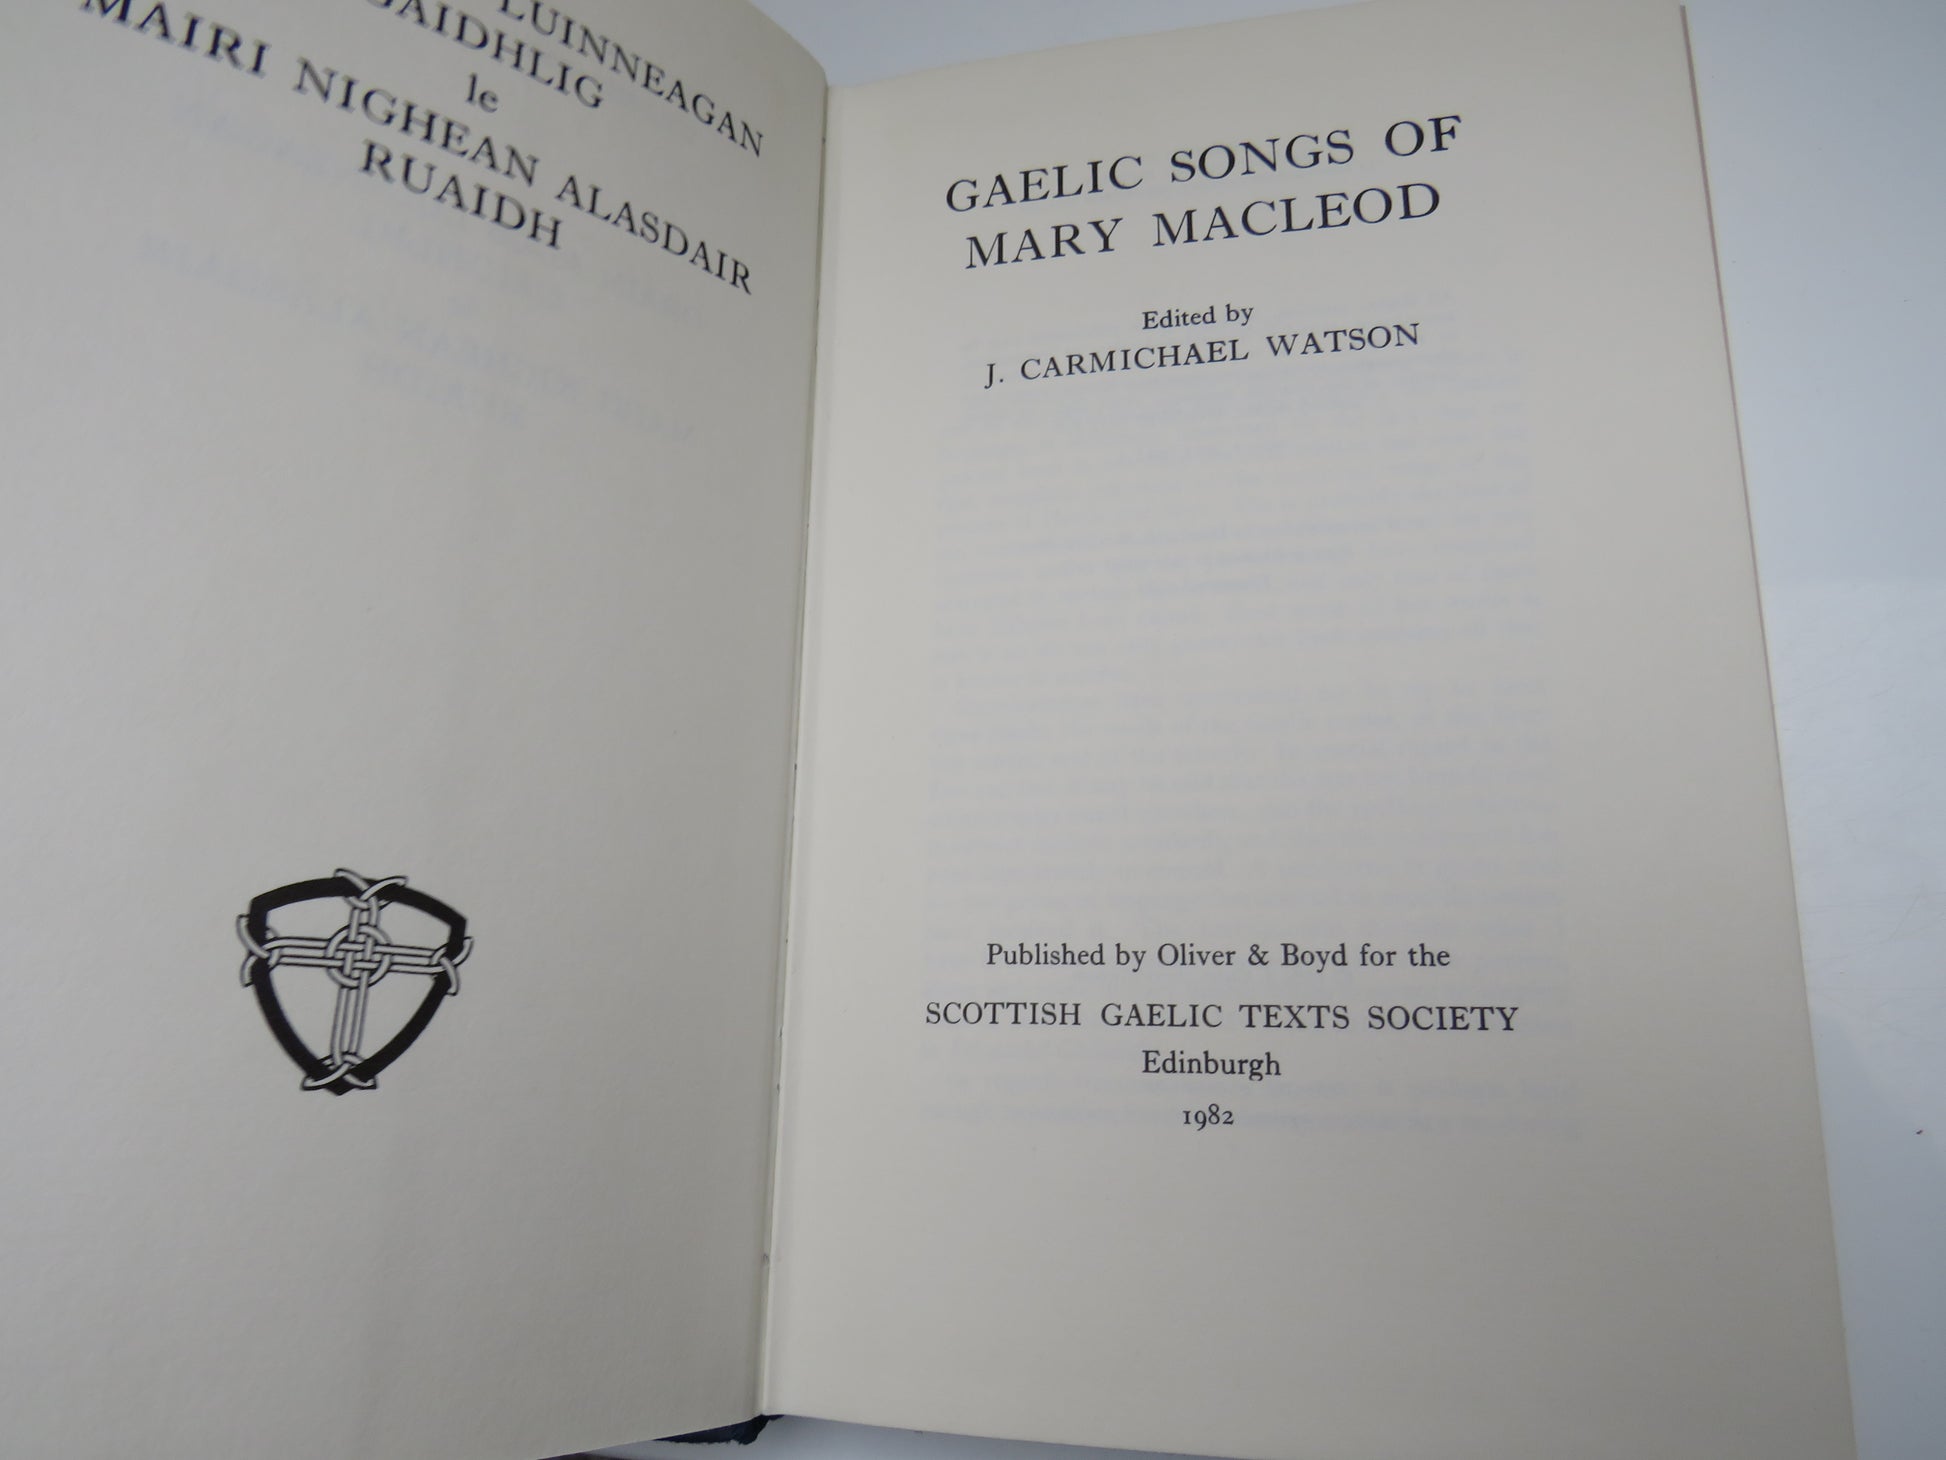 LUINNEAGAN
GAIDHLIG
le
MAIRI NIGHEAN ALASDAIR
RUAIDH
GAELIC SONGS OF
MARY MACLEOD
Edited by
J. CARMICHAEL WATSON
Published by Oliver & Boyd for the
SCOTTISH GAELIC TEXTS SOCIETY
Edinburgh
1982